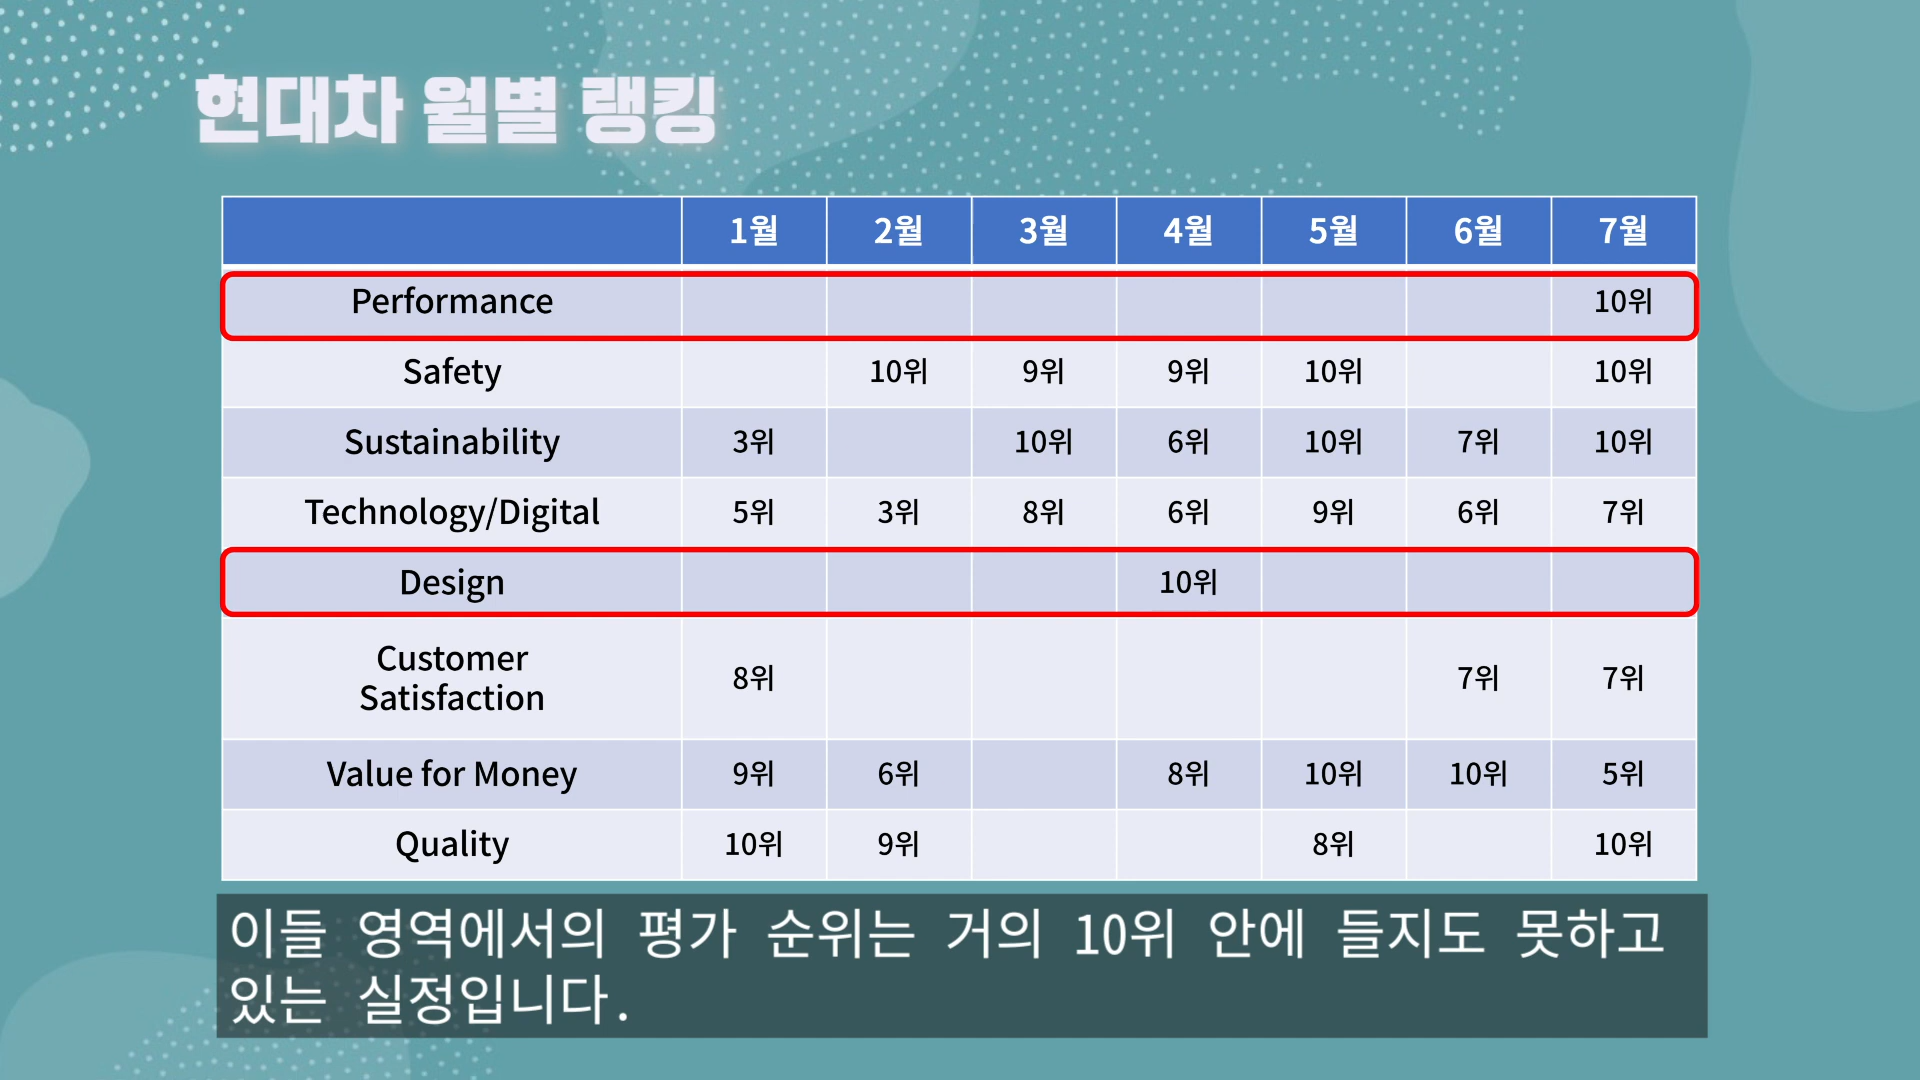 현대차 월별 랭킹
1월 2월 3월 4월 5월 6월 7월
Performance 10위
Safety 10위 9위 9위 10위 10위
Sustainability 3위 10위 6위 10위 7위 10위
Technology/Digital 5위 3위 8위 6위 9위 6위 7위
Design 10위
Customer
Satisfaction 8위 7위 7위
Value for Money 9위 6위 8위 10위 10위 5위
Quality 10위 9위 8위 10위
이들 영역에서의 평가 순위는 거의 10위 안에 들지도 못하고
있는 실정입니다.